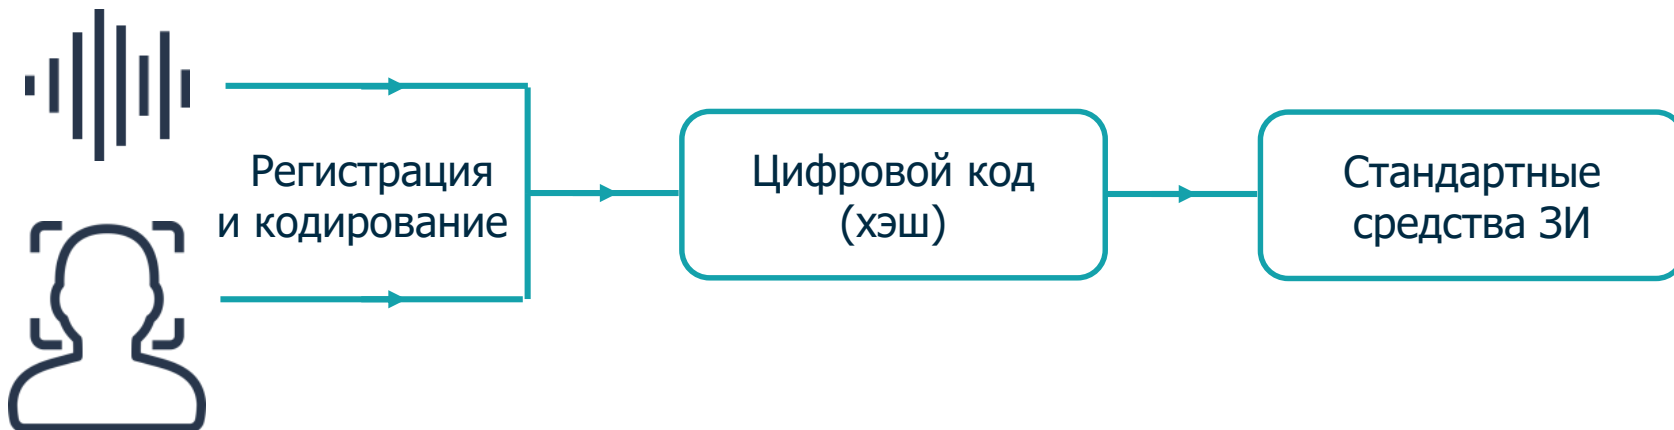 Регистрация
и кодирование
Цифровой код
(хэш)
Стандартные
средства ЗИ